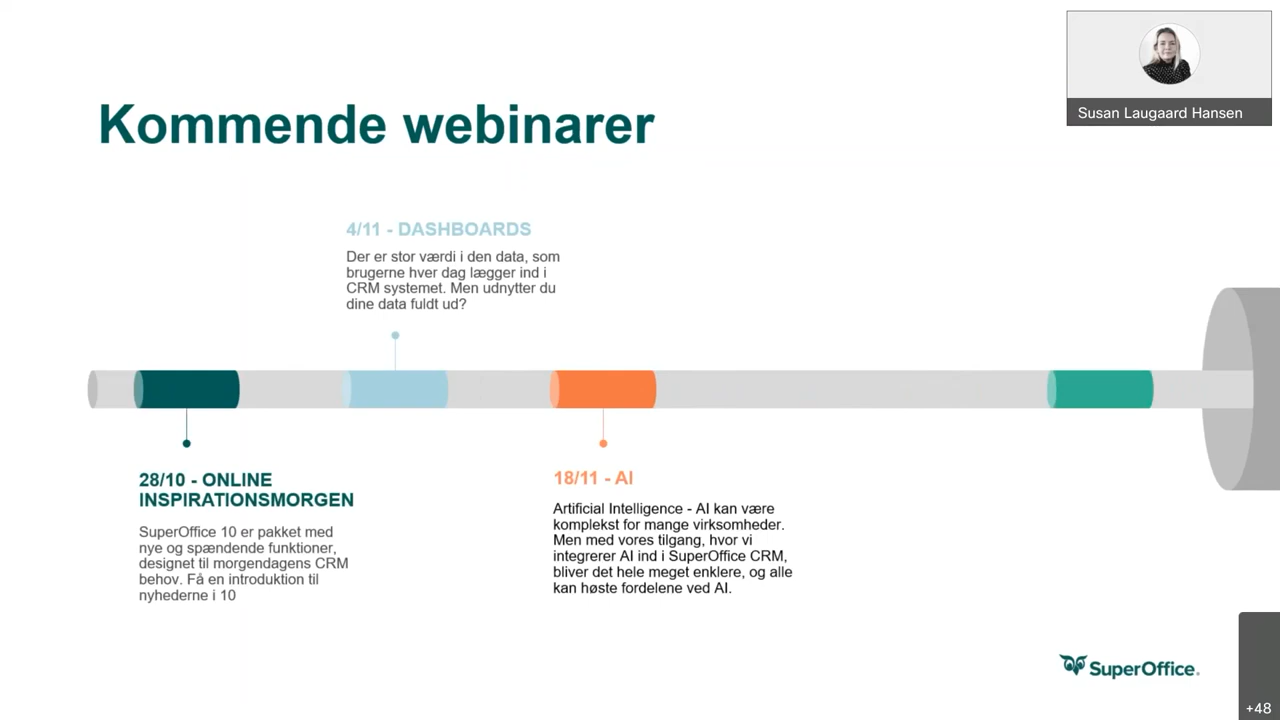 Kommende webinarer
Susan Laugaard Hansen
4/11 - DASHBOARDS
Der er stor værdi i den data, som
brugerne hver dag lægger ind i
CRM systemet. Men udnytter du
dine data fuldt ud?
28/10 - ONLINE
INSPIRATIONSMORGEN
SuperOffice 10 er pakket med
nye og spændende funktioner,
designet til morgendagens CRM
behov. Få en introduktion til
nyhederne i 10
18/11 - AI
Artificial Intelligence - AI kan være
komplekst for mange virksomheder.
Men med vores tilgang, hvor vi
integrerer AI ind i SuperOffice CRM,
bliver det hele meget enklere, og alle
kan høste fordelene ved AI.
SuperOffice.
+48